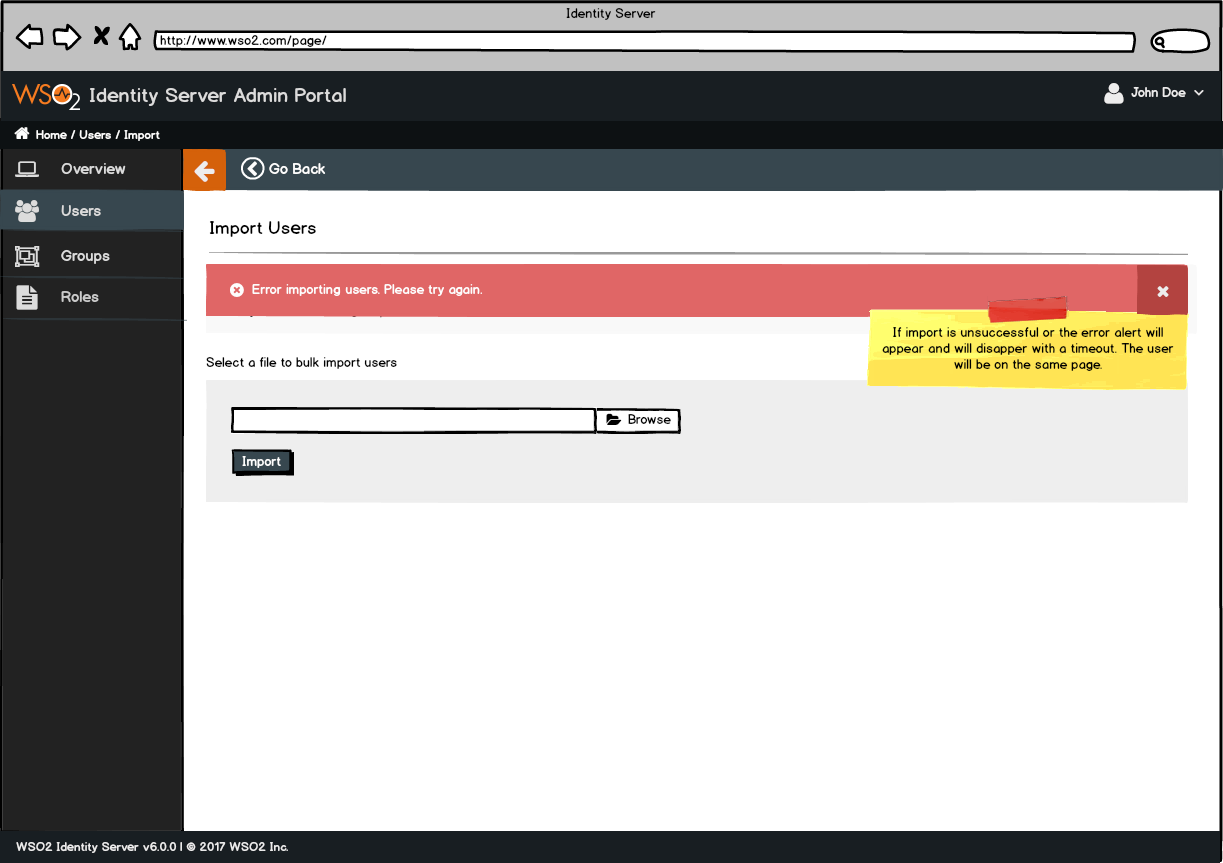 Identity Server
http://www.wso2.com/page/
WSO2 Identity Server Admin Portal
John Doe
Home / Users / Import
Overview
Go Back
Users
Import Users
Groups
Error importing users. Please try again.
Roles
If import is unsuccessful or the error alert will
appear and will disapper with a timeout. The user
will be on the same page.
Select a file to bulk import users
Browse
Import
WSO2 Identity Server v6.0.0 | © 2017 WSO2 Inc.